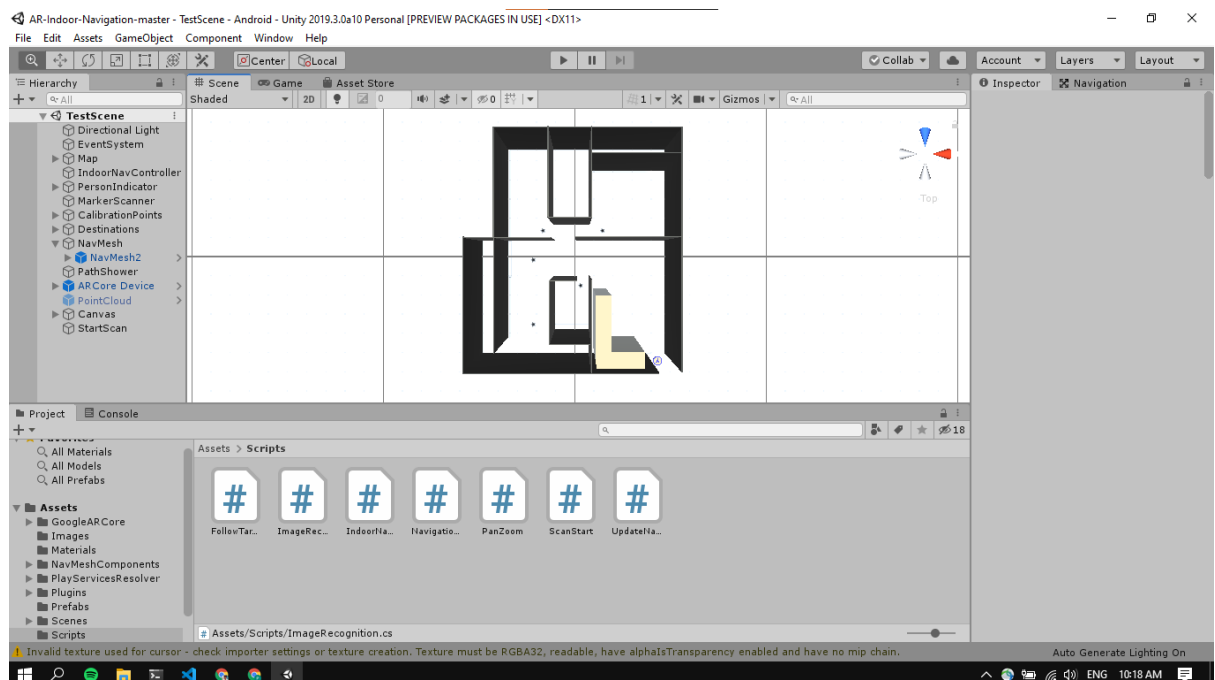 AR-Indoor-Navigation-master - TestScene - Android - Unity 2019.3.0a10 Personal [PREVIEW PACKAGES IN USE] <DX11>
File Edit Assets GameObject Component Window Help
Center Local Collab Account Layers Layout
Hierarchy
All
TestScene
Directional Light
EventSystem
Map
IndoorNavController
PersonIndicator
MarkerScanner
CalibrationPoints
Destinations
NavMesh
NavMesh2
PathShower
ARCore Device
PointCloud
Canvas
StartScan
Scene Game Asset Store
Shaded 2D 0 0 1 Gizmos All
Top
Inspector Navigation
Project Console
18
Favorites
All Materials
All Models
All Prefabs
Assets
GoogleARCore
Images
Materials
NavMeshComponents
PlayServicesResolver
Plugins
Prefabs
Scenes
Scripts
Assets > Scripts
# # # # # # #
FollowTar... ImageRec... IndoorNa... Navigatio... PanZoom ScanStart UpdateNa...
# Assets/Scripts/ImageRecognition.cs
Invalid texture used for cursor - check importer settings or texture creation. Texture must be RGBA32, readable, have alphaIsTransparency enabled and have no mip chain.
Auto Generate Lighting On
ENG 10:18 AM